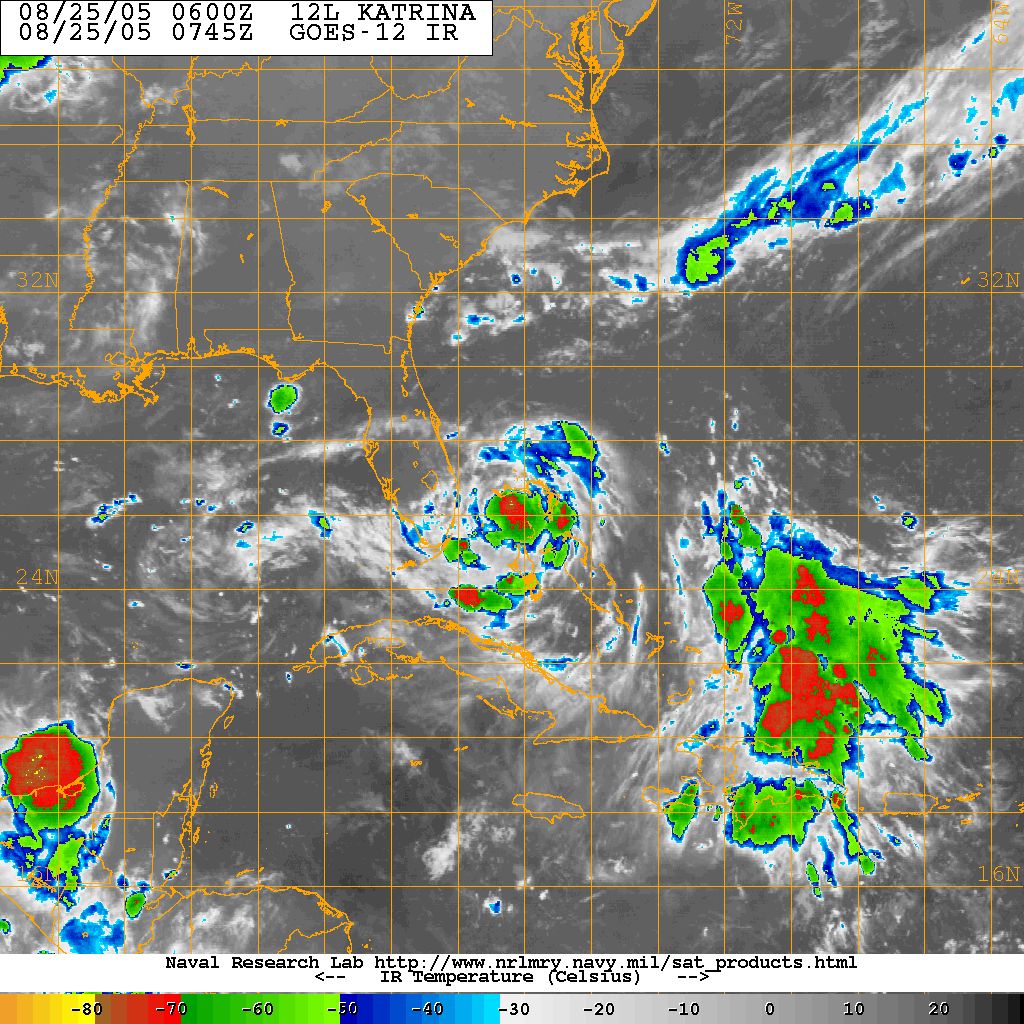 08/25/05 0600Z 12L KATRINA
08/25/05 0745Z GOES-12 IR
72W
64W
32N
32N
24N
24N
16N
16N
Naval Research Lab http://www.nrlmry.navy.mil/sat_products.html
<-- IR Temperature (Celsius) -->
-80 -70 -60 -50 -40 -30 -20 -10 0 10 20